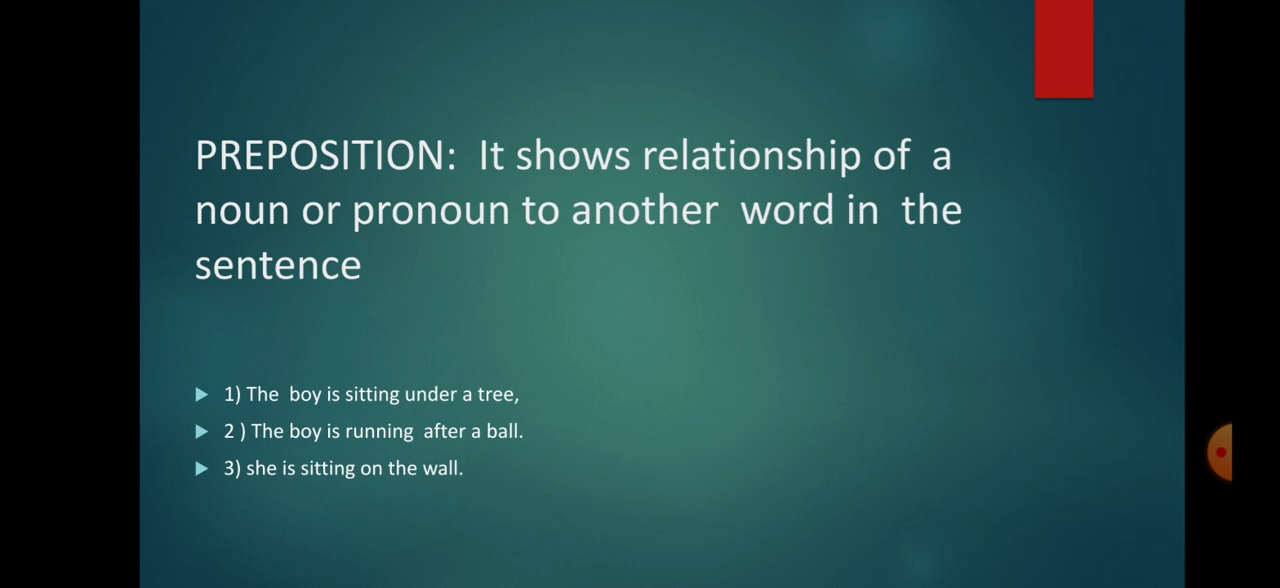 PREPOSITION:  It shows relationship of  a
noun or pronoun to another  word in  the
sentence
1) The  boy is sitting under a tree,
2 ) The boy is running  after a ball.
3) she is sitting on the wall.